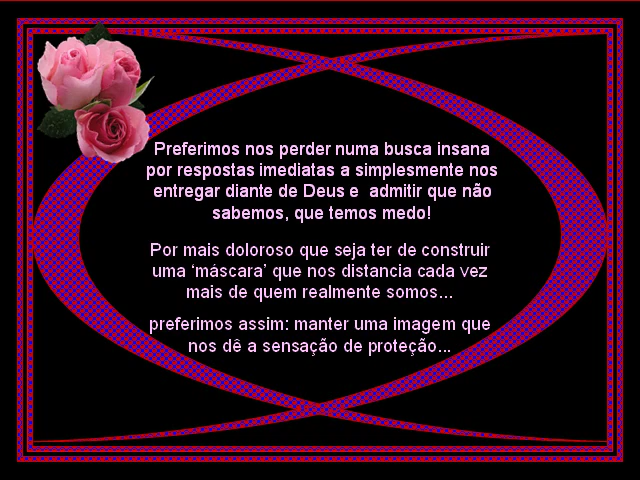 Preferimos nos perder numa busca insana
por respostas imediatas a simplesmente nos
entregar diante de Deus e  admitir que não
sabemos, que temos medo!
Por mais doloroso que seja ter de construir
uma ‘máscara’ que nos distancia cada vez
mais de quem realmente somos...
preferimos assim: manter uma imagem que
nos dê a sensação de proteção...